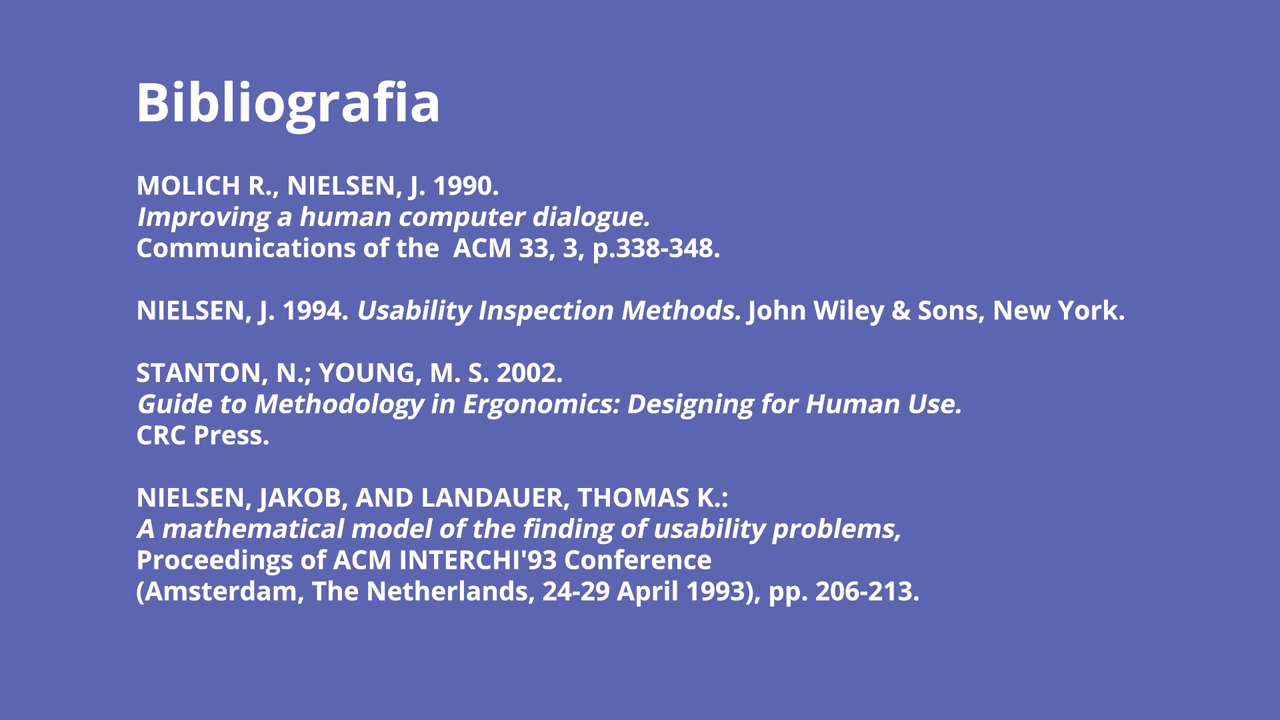 Bibliografia
MOLICH R., NIELSEN, J. 1990.
Improving a human computer dialogue.
Communications of the  ACM 33, 3, p.338-348.
NIELSEN, J. 1994. Usability Inspection Methods. John Wiley & Sons, New York.
STANTON, N.; YOUNG, M. S. 2002.
Guide to Methodology in Ergonomics: Designing for Human Use.
CRC Press.
NIELSEN, JAKOB, AND LANDAUER, THOMAS K.:
A mathematical model of the finding of usability problems,
Proceedings of ACM INTERCHI'93 Conference
(Amsterdam, The Netherlands, 24-29 April 1993), pp. 206-213.